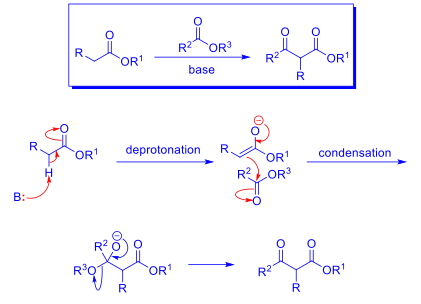 O O
R OR¹ R² OR³ base R² OR¹ R
O O
O
R OR¹ H B: deprotonation
O⊖ R OR¹ R² OR³ O condensation
R² O⊖ O R³O OR¹ R
O O R² OR¹ R